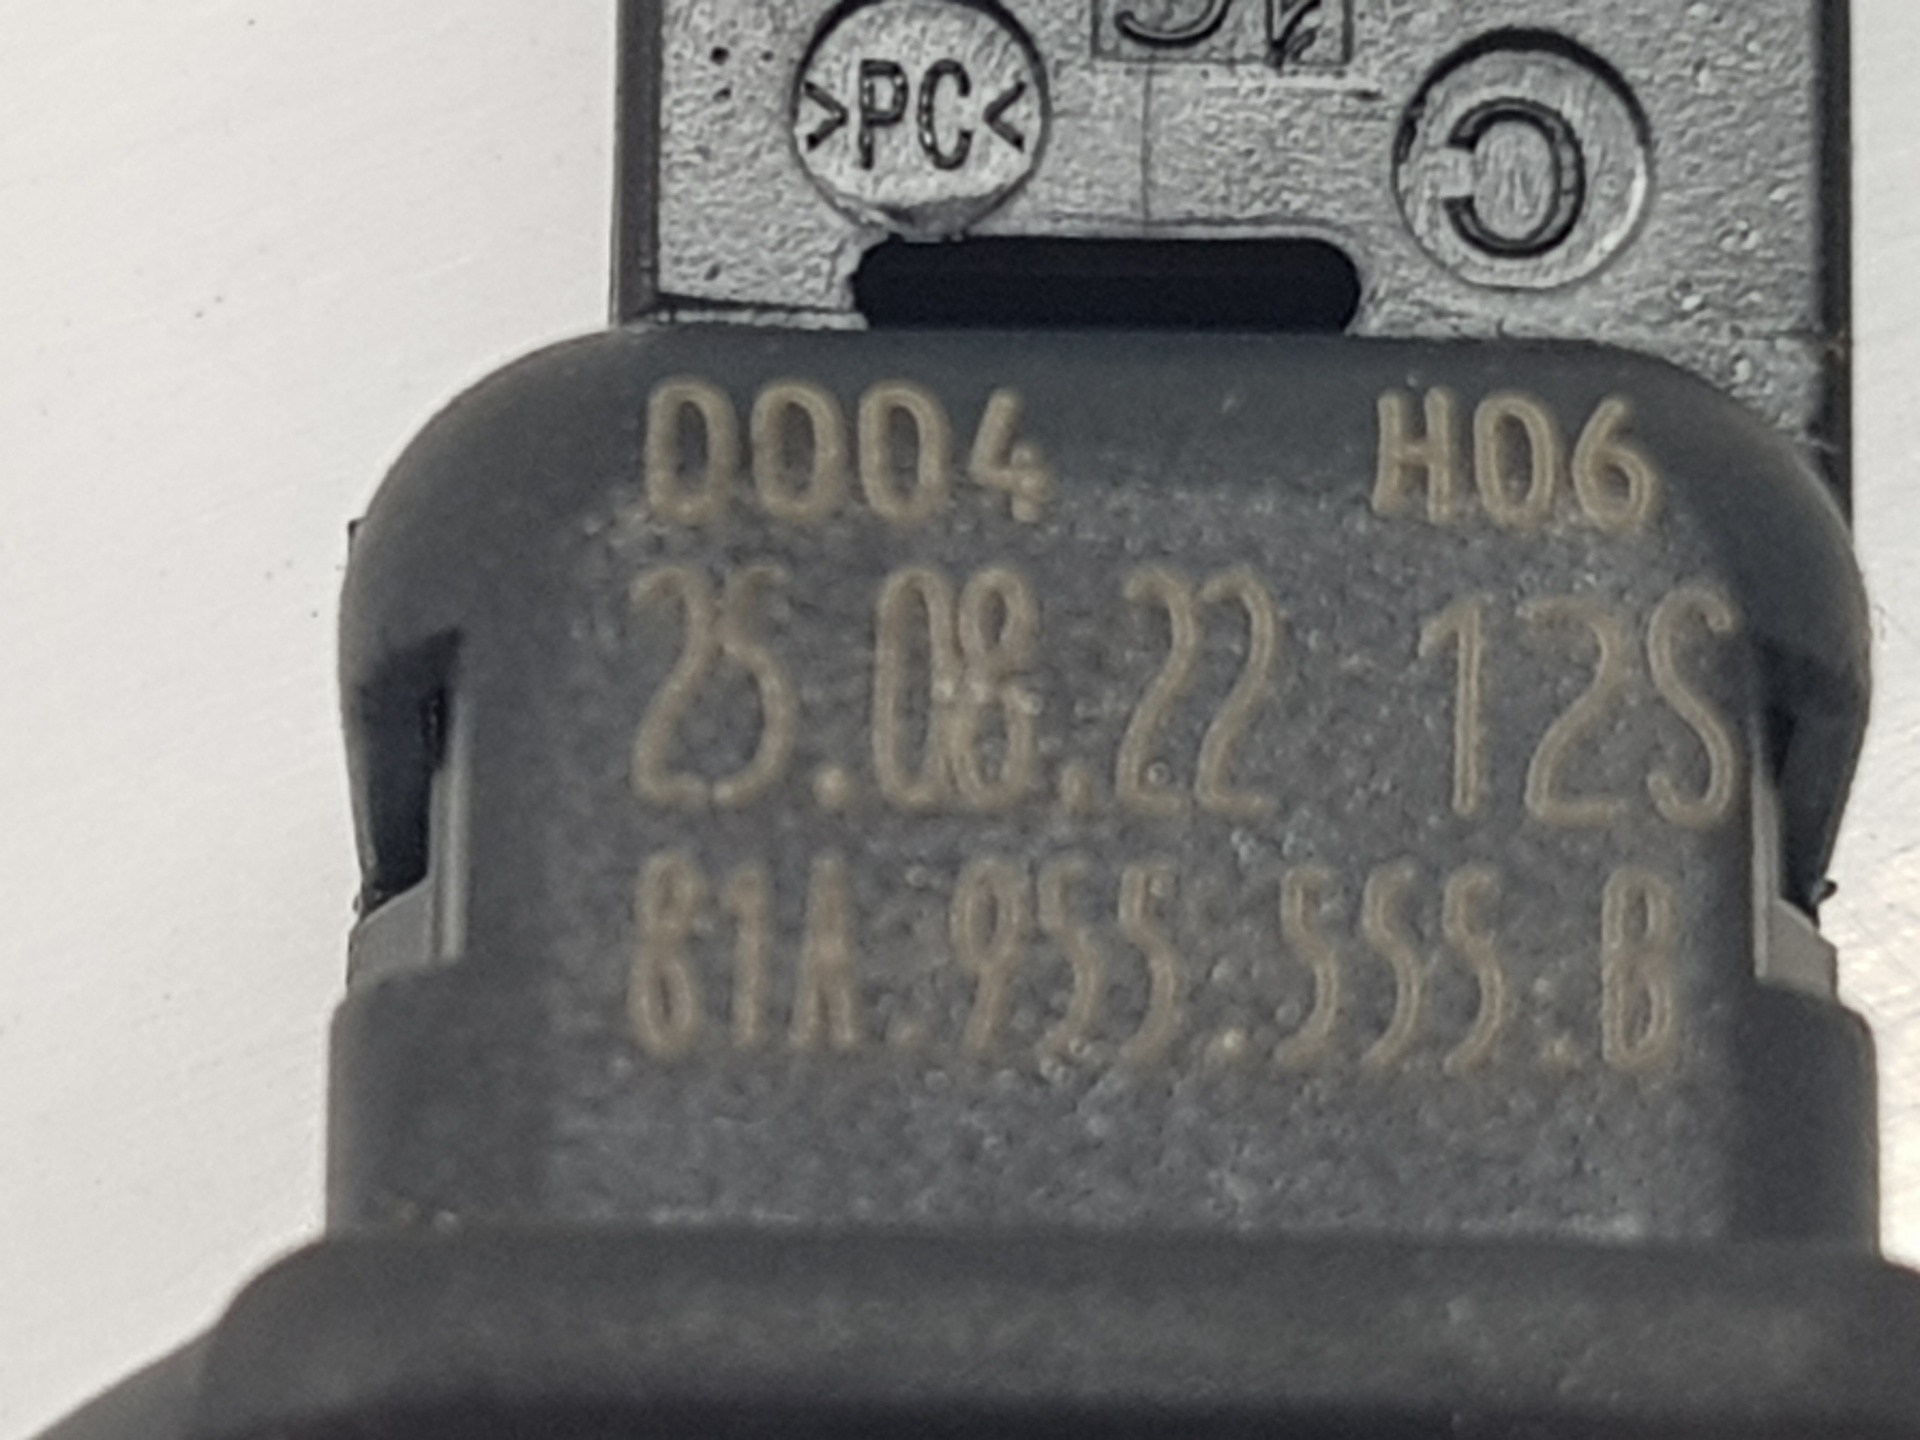 >PC<
C
0004 H06
25.08.22 12S
81A.955.555.B